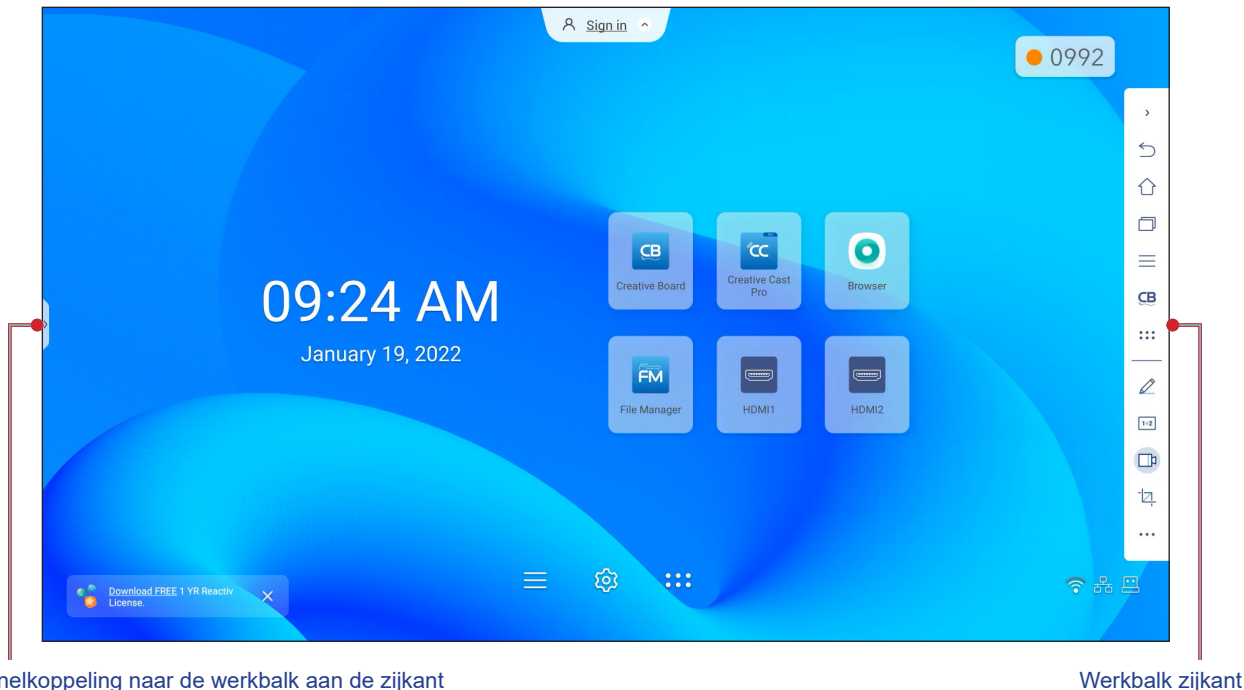 Sign in
0992
CB
Creative Board
CC
Creative Cast
Pro
Browser
09:24 AM
January 19, 2022
FM
File Manager
HDMI1
HDMI2
CB
1÷2
Download FREE 1 YR Reactiv
License.
nelkoppeling naar de werkbalk aan de zijkant
Werkbalk zijkant